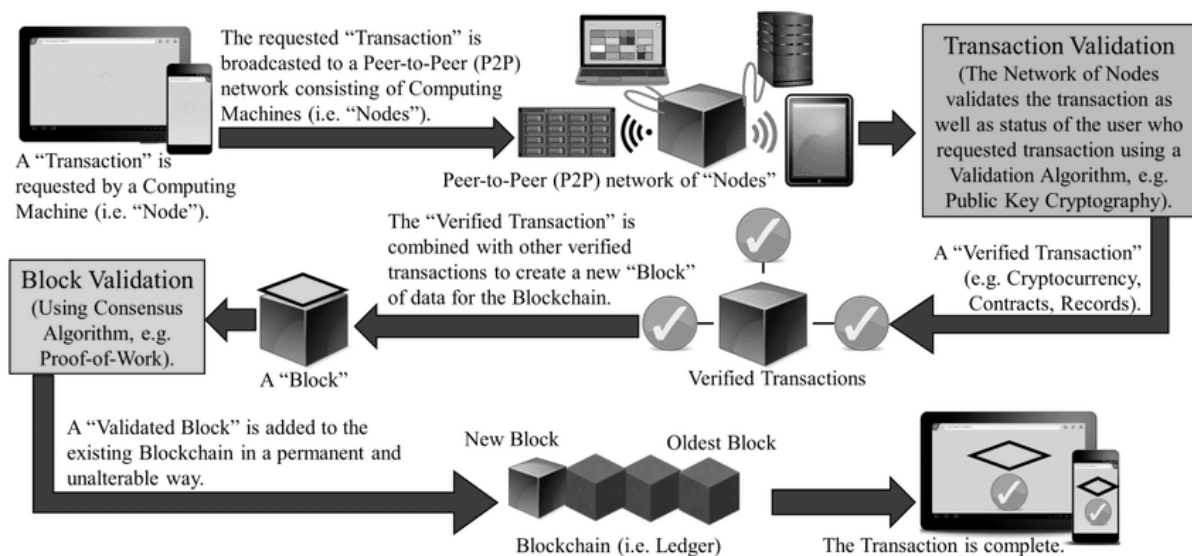 A “Transaction” is
requested by a Computing
Machine (i.e. “Node”).
The requested “Transaction” is
broadcasted to a Peer-to-Peer (P2P)
network consisting of Computing
Machines (i.e. “Nodes”).
Peer-to-Peer (P2P) network of “Nodes”
Transaction Validation
(The Network of Nodes
validates the transaction as
well as status of the user who
requested transaction using a
Validation Algorithm, e.g.
Public Key Cryptography).
A “Verified Transaction”
(e.g. Cryptocurrency,
Contracts, Records).
Verified Transactions
The “Verified Transaction” is
combined with other verified
transactions to create a new “Block”
of data for the Blockchain.
A “Block”
Block Validation
(Using Consensus
Algorithm, e.g.
Proof-of-Work).
A “Validated Block” is added to the
existing Blockchain in a permanent and
unalterable way.
New Block
Oldest Block
Blockchain (i.e. Ledger)
The Transaction is complete.